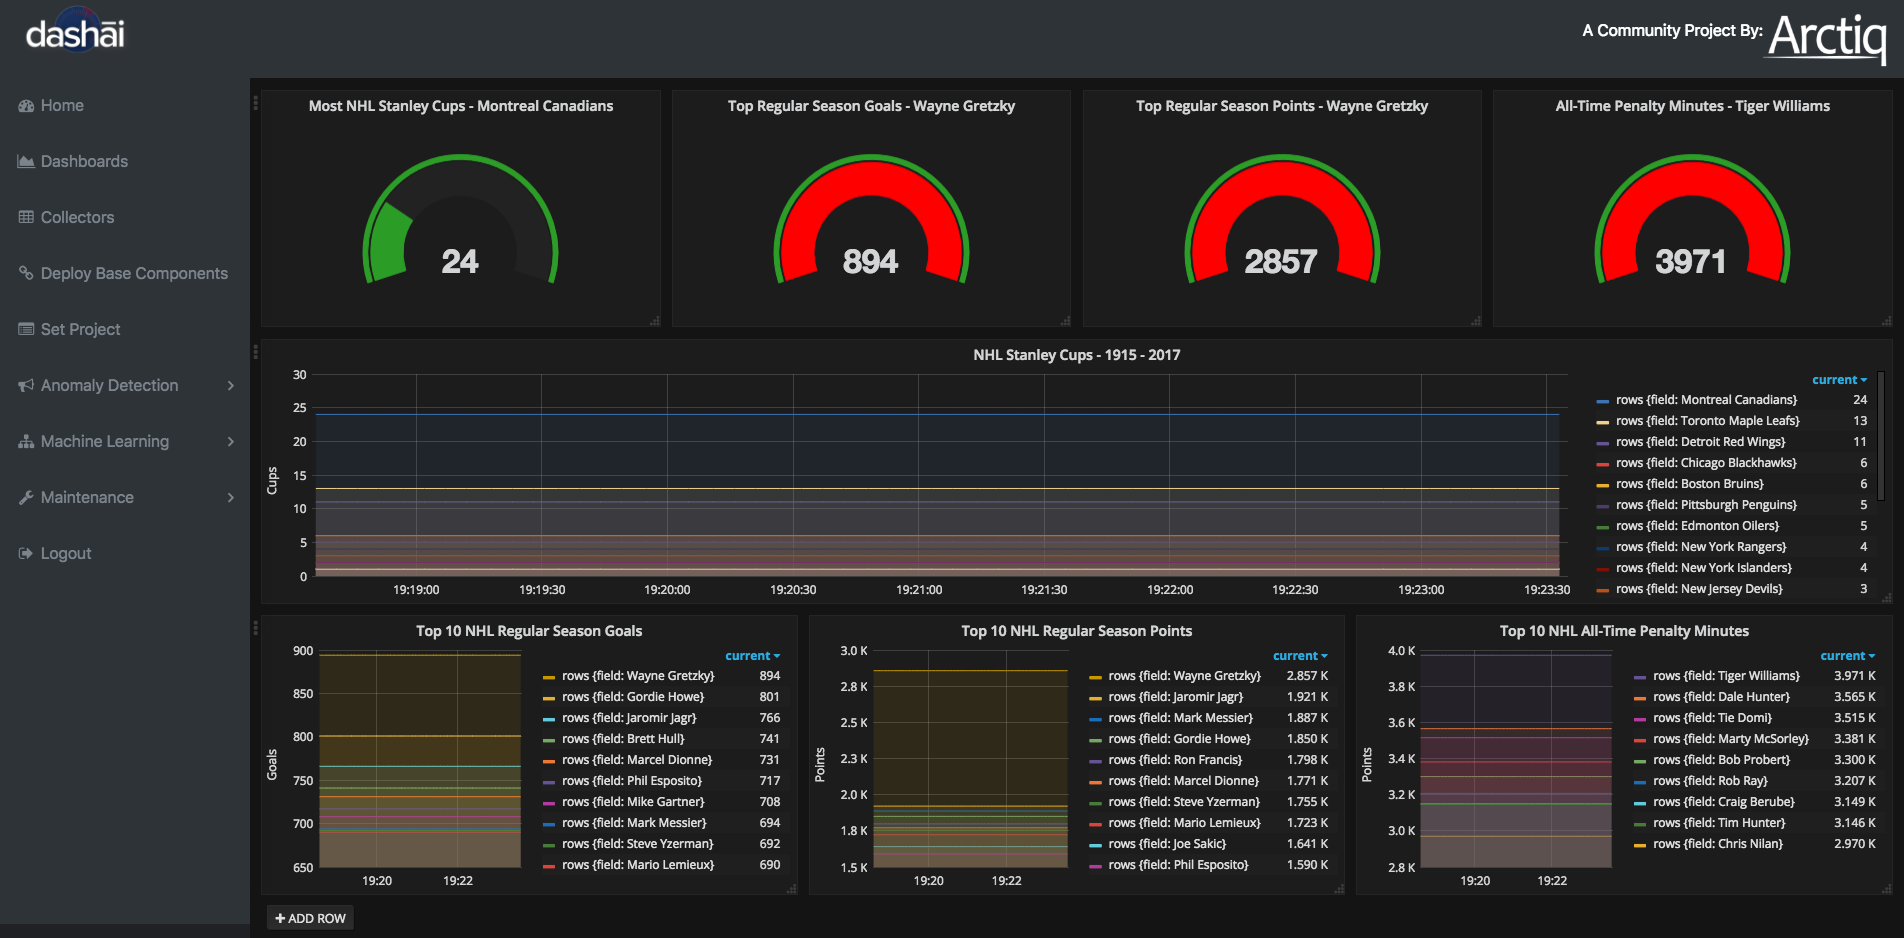 dashāi
A Community Project By: Arctiq
Home
Dashboards
Collectors
Deploy Base Components
Set Project
Anomaly Detection
Machine Learning
Maintenance
Logout
Most NHL Stanley Cups - Montreal Canadians
24
Top Regular Season Goals - Wayne Gretzky
894
Top Regular Season Points - Wayne Gretzky
2857
All-Time Penalty Minutes - Tiger Williams
3971
NHL Stanley Cups - 1915 - 2017
Cups
30
25
20
15
10
5
0
19:19:00 19:19:30 19:20:00 19:20:30 19:21:00 19:21:30 19:22:00 19:22:30 19:23:00 19:23:30
current
rows {field: Montreal Canadians} 24
rows {field: Toronto Maple Leafs} 13
rows {field: Detroit Red Wings} 11
rows {field: Chicago Blackhawks} 6
rows {field: Boston Bruins} 6
rows {field: Pittsburgh Penguins} 5
rows {field: Edmonton Oilers} 5
rows {field: New York Rangers} 4
rows {field: New York Islanders} 4
rows {field: New Jersey Devils} 3
Top 10 NHL Regular Season Goals
Goals
900
850
800
750
700
650
19:20 19:22
current
rows {field: Wayne Gretzky} 894
rows {field: Gordie Howe} 801
rows {field: Jaromir Jagr} 766
rows {field: Brett Hull} 741
rows {field: Marcel Dionne} 731
rows {field: Phil Esposito} 717
rows {field: Mike Gartner} 708
rows {field: Mark Messier} 694
rows {field: Steve Yzerman} 692
rows {field: Mario Lemieux} 690
Top 10 NHL Regular Season Points
Points
3.0 K
2.8 K
2.5 K
2.3 K
2.0 K
1.8 K
1.5 K
19:20 19:22
current
rows {field: Wayne Gretzky} 2.857 K
rows {field: Jaromir Jagr} 1.921 K
rows {field: Mark Messier} 1.887 K
rows {field: Gordie Howe} 1.850 K
rows {field: Ron Francis} 1.798 K
rows {field: Marcel Dionne} 1.771 K
rows {field: Steve Yzerman} 1.755 K
rows {field: Mario Lemieux} 1.723 K
rows {field: Joe Sakic} 1.641 K
rows {field: Phil Esposito} 1.590 K
Top 10 NHL All-Time Penalty Minutes
Points
4.0 K
3.8 K
3.6 K
3.4 K
3.2 K
3.0 K
2.8 K
19:20 19:22
current
rows {field: Tiger Williams} 3.971 K
rows {field: Dale Hunter} 3.565 K
rows {field: Tie Domi} 3.515 K
rows {field: Marty McSorley} 3.381 K
rows {field: Bob Probert} 3.300 K
rows {field: Rob Ray} 3.207 K
rows {field: Craig Berube} 3.149 K
rows {field: Tim Hunter} 3.146 K
rows {field: Chris Nilan} 2.970 K
+ ADD ROW